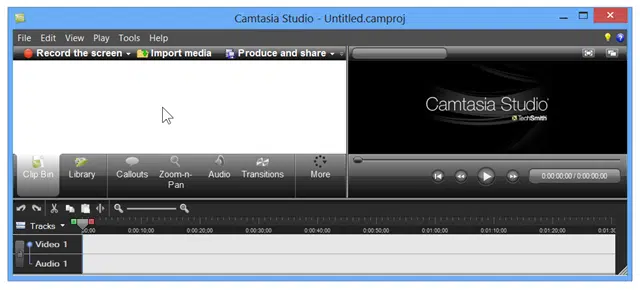 Camtasia Studio - Untitled.camproj
File Edit View Play Tools Help
Record the screen Import media Produce and share
Camtasia Studio
TechSmith
Clip Bin Library Callouts Zoom-n-Pan Audio Transitions More
0:00:00;00 / 0:00:00;00
Tracks
00;00 0:00:10;00 0:00:20;00 0:00:30;00 0:00:40;00 0:00:50;00 0:01:00;00 0:01:10;00 0:01:20;00 0:01:30
Video 1
Audio 1